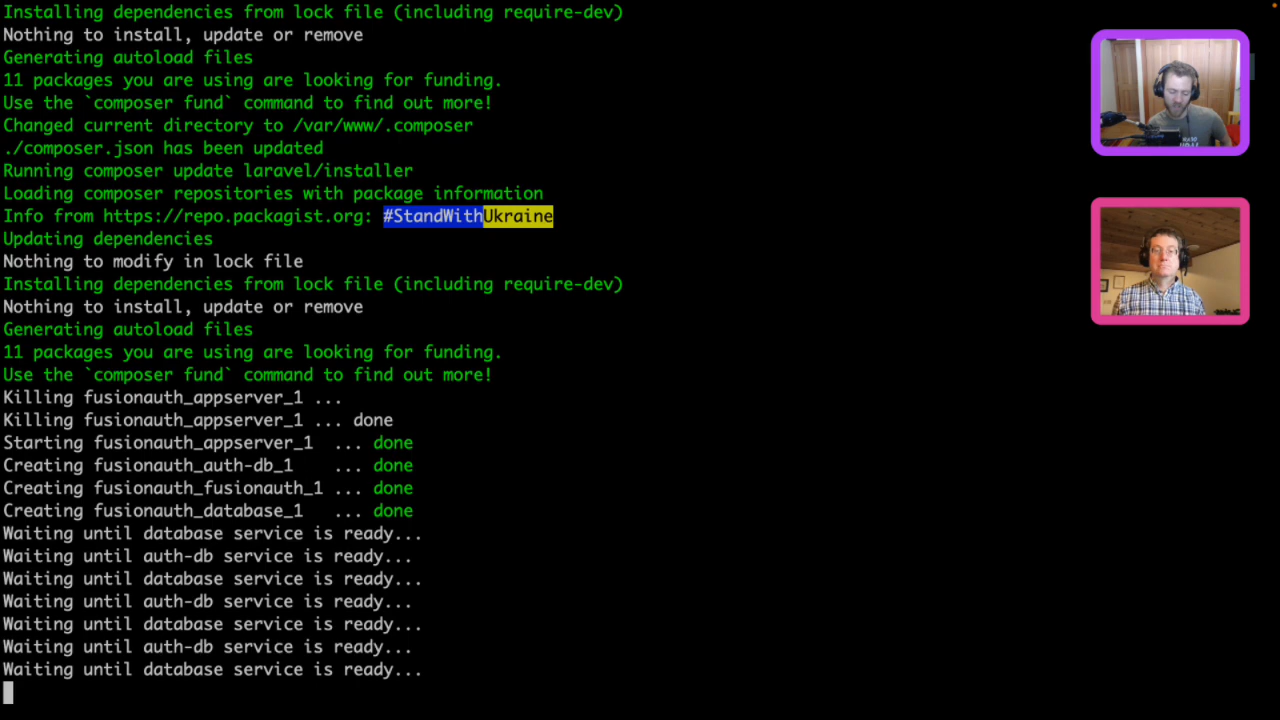 Installing dependencies from lock file (including require-dev)
Nothing to install, update or remove
Generating autoload files
11 packages you are using are looking for funding.
Use the `composer fund` command to find out more!
Changed current directory to /var/www/.composer
./composer.json has been updated
Running composer update laravel/installer
Loading composer repositories with package information
Info from https://repo.packagist.org: #StandWithUkraine
Updating dependencies
Nothing to modify in lock file
Installing dependencies from lock file (including require-dev)
Nothing to install, update or remove
Generating autoload files
11 packages you are using are looking for funding.
Use the `composer fund` command to find out more!
Killing fusionauth_appserver_1 ...
Killing fusionauth_appserver_1 ... done
Starting fusionauth_appserver_1  ... done
Creating fusionauth_auth-db_1    ... done
Creating fusionauth_fusionauth_1 ... done
Creating fusionauth_database_1   ... done
Waiting until database service is ready...
Waiting until auth-db service is ready...
Waiting until database service is ready...
Waiting until auth-db service is ready...
Waiting until database service is ready...
Waiting until auth-db service is ready...
Waiting until database service is ready...